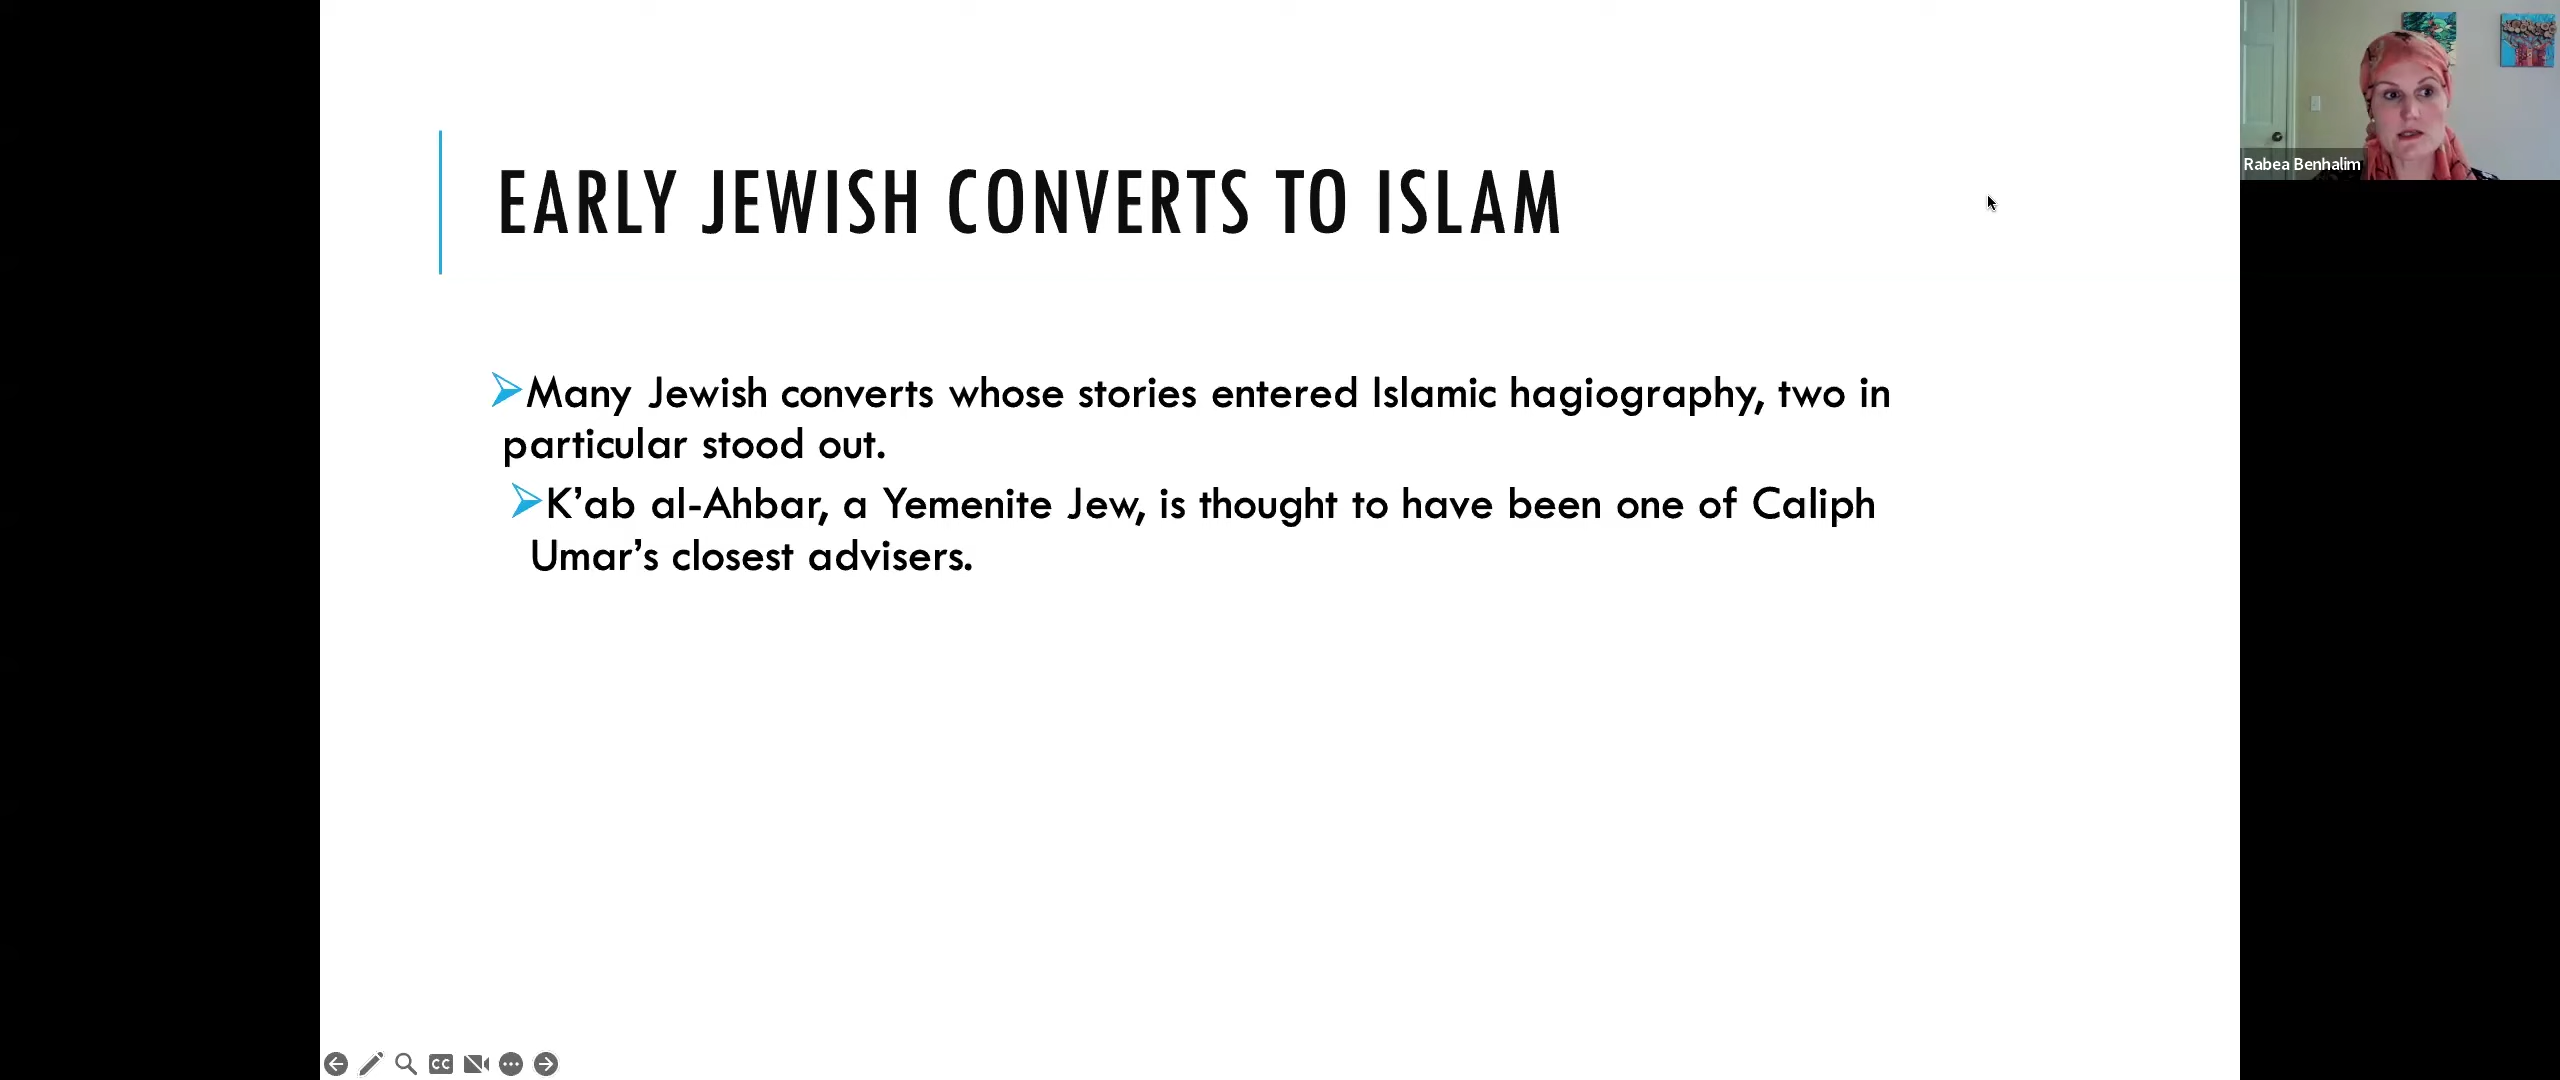 EARLY JEWISH CONVERTS TO ISLAM
Rabea Benhalim
Many Jewish converts whose stories entered Islamic hagiography, two in
particular stood out.
K’ab al-Ahbar, a Yemenite Jew, is thought to have been one of Caliph
Umar’s closest advisers.
CC